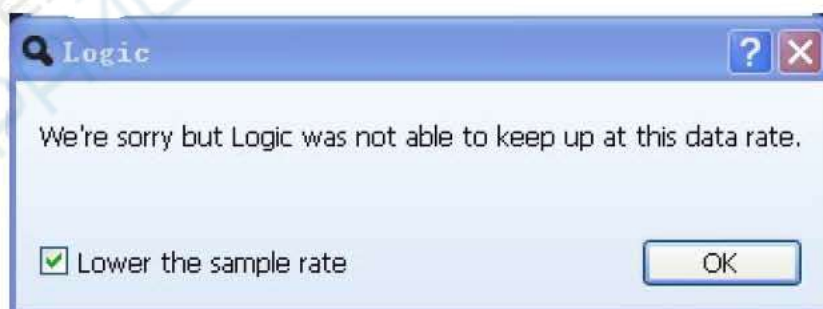 Logic
We're sorry but Logic was not able to keep up at this data rate.
Lower the sample rate
OK